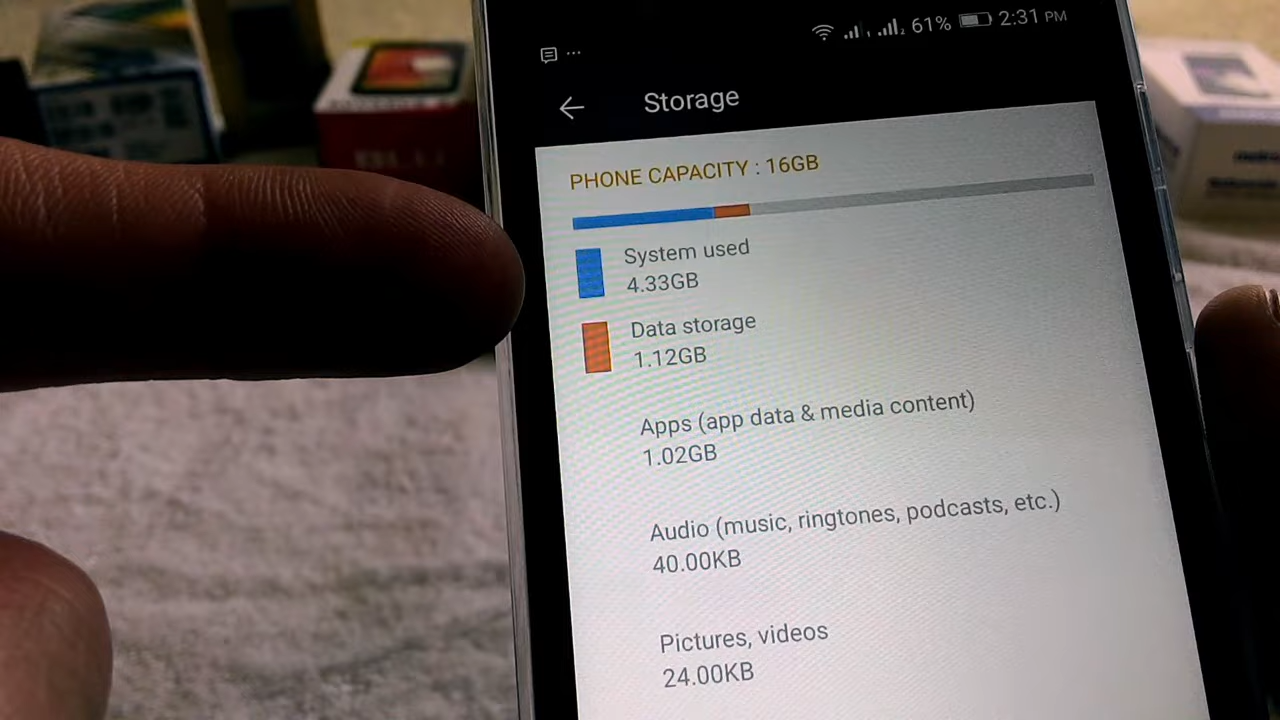 61% 2:31 PM
Storage
PHONE CAPACITY : 16GB
System used
4.33GB
Data storage
1.12GB
Apps (app data & media content)
1.02GB
Audio (music, ringtones, podcasts, etc.)
40.00KB
Pictures, videos
24.00KB